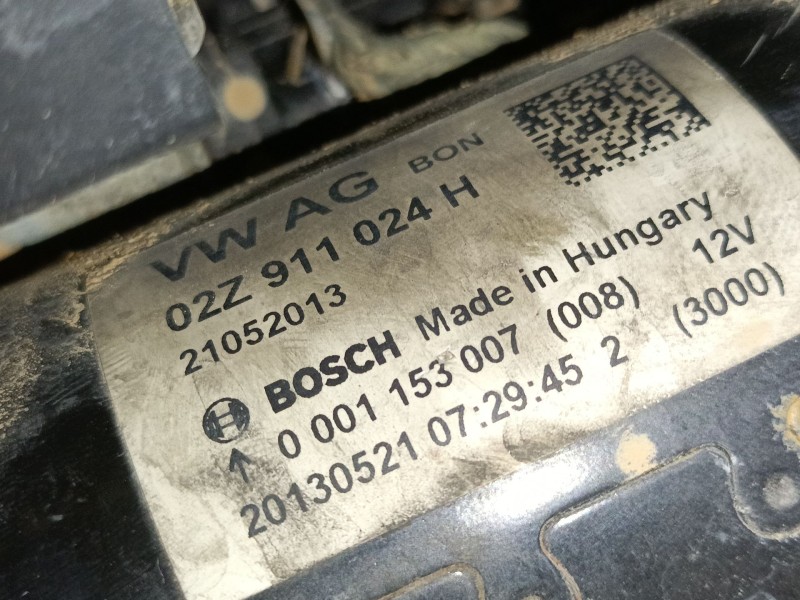 VW AG BON
02Z 911 024 H
21052013
BOSCH Made in Hungary
0 001 153 007 (008) 12V
20130521 07:29:45 2 (3000)